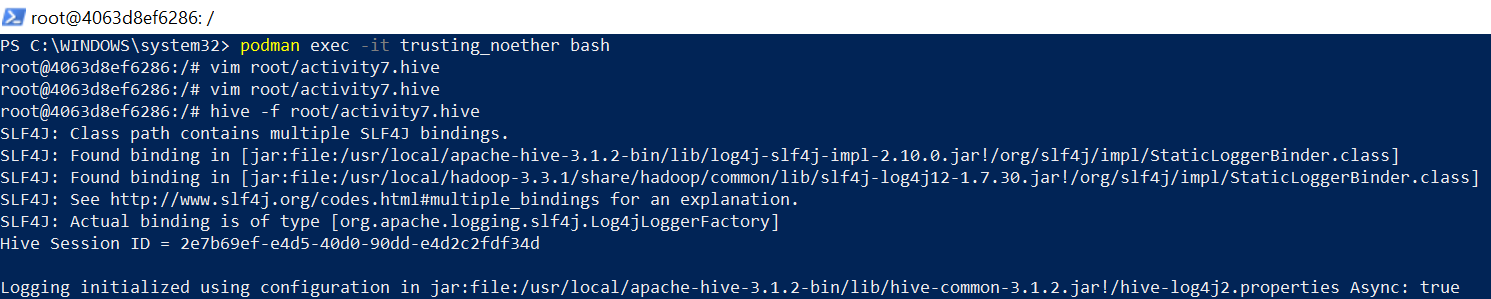 root@4063d8ef6286: /
PS C:\WINDOWS\system32> podman exec -it trusting_noether bash
root@4063d8ef6286:/# vim root/activity7.hive
root@4063d8ef6286:/# vim root/activity7.hive
root@4063d8ef6286:/# hive -f root/activity7.hive
SLF4J: Class path contains multiple SLF4J bindings.
SLF4J: Found binding in [jar:file:/usr/local/apache-hive-3.1.2-bin/lib/log4j-slf4j-impl-2.10.0.jar!/org/slf4j/impl/StaticLoggerBinder.class]
SLF4J: Found binding in [jar:file:/usr/local/hadoop-3.3.1/share/hadoop/common/lib/slf4j-log4j12-1.7.30.jar!/org/slf4j/impl/StaticLoggerBinder.class]
SLF4J: See http://www.slf4j.org/codes.html#multiple_bindings for an explanation.
SLF4J: Actual binding is of type [org.apache.logging.slf4j.Log4jLoggerFactory]
Hive Session ID = 2e7b69ef-e4d5-40d0-90dd-e4d2c2fdf34d
Logging initialized using configuration in jar:file:/usr/local/apache-hive-3.1.2-bin/lib/hive-common-3.1.2.jar!/hive-log4j2.properties Async: true